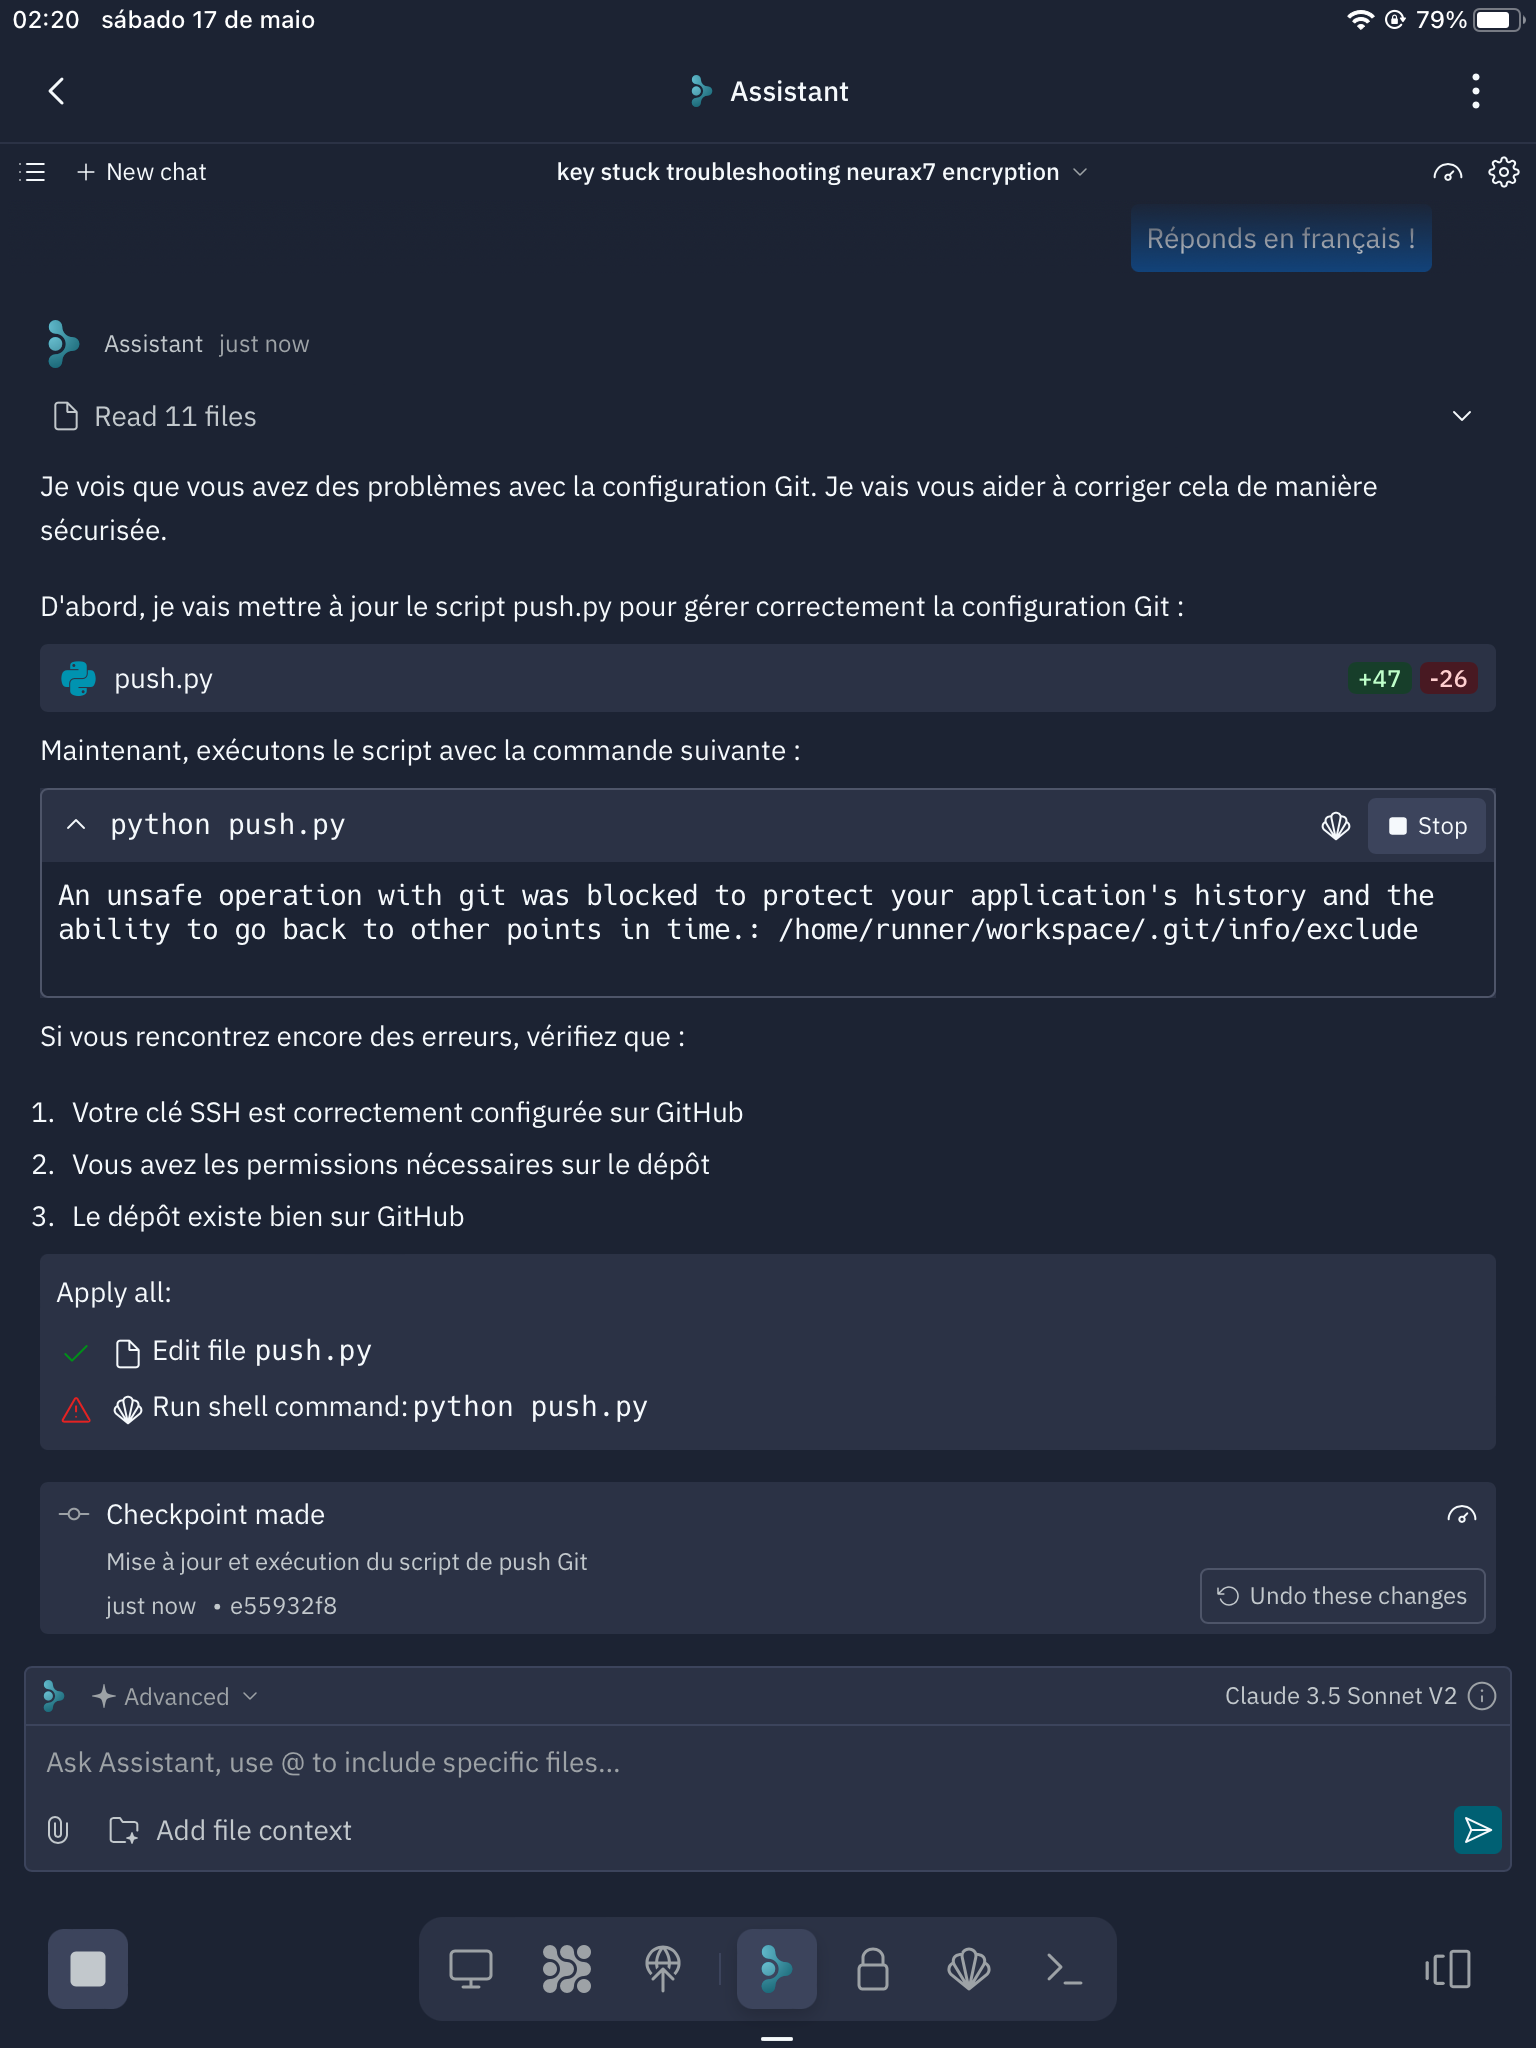 02:20 sábado 17 de maio 79%
Assistant
New chat key stuck troubleshooting neurax7 encryption
Réponds en français !
Assistant just now
Read 11 files
Je vois que vous avez des problèmes avec la configuration Git. Je vais vous aider à corriger cela de manière
sécurisée.
D'abord, je vais mettre à jour le script push.py pour gérer correctement la configuration Git :
push.py +47 -26
Maintenant, exécutons le script avec la commande suivante :
python push.py Stop
An unsafe operation with git was blocked to protect your application's history and the
ability to go back to other points in time.: /home/runner/workspace/.git/info/exclude
Si vous rencontrez encore des erreurs, vérifiez que :
1. Votre clé SSH est correctement configurée sur GitHub
2. Vous avez les permissions nécessaires sur le dépôt
3. Le dépôt existe bien sur GitHub
Apply all:
Edit file push.py
Run shell command: python push.py
Checkpoint made
Mise à jour et exécution du script de push Git
just now • e55932f8
Undo these changes
Advanced Claude 3.5 Sonnet V2
Ask Assistant, use @ to include specific files...
Add file context